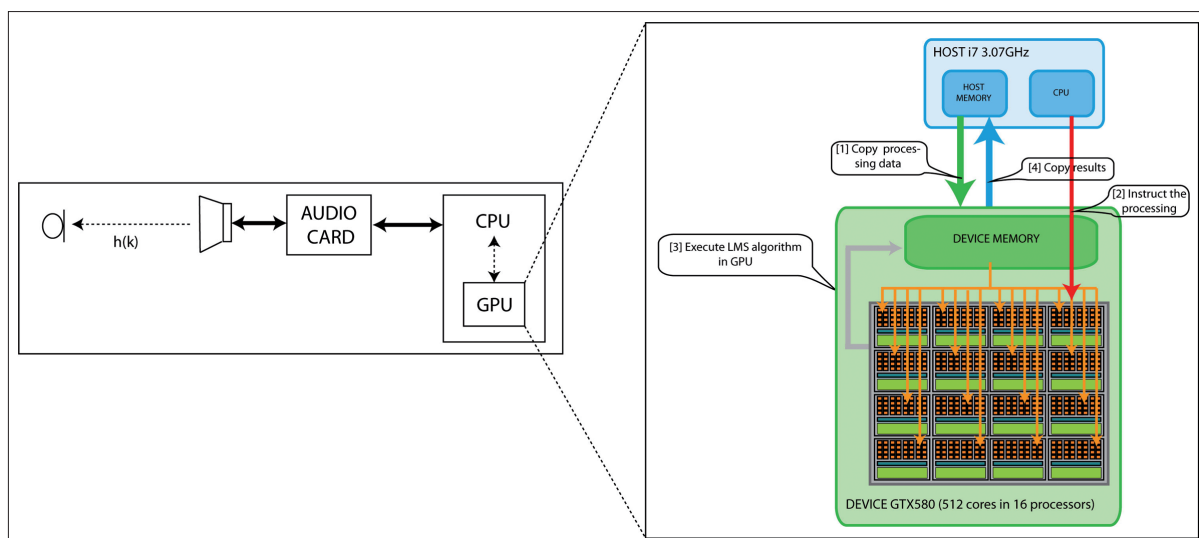 h(k)
AUDIO
CARD
CPU
GPU
HOST i7 3.07GHz
HOST
MEMORY
CPU
[1] Copy proces-
sing data
[4] Copy results
[2] Instruct the
processing
[3] Execute LMS algorithm
in GPU
DEVICE MEMORY
DEVICE GTX580 (512 cores in 16 processors)